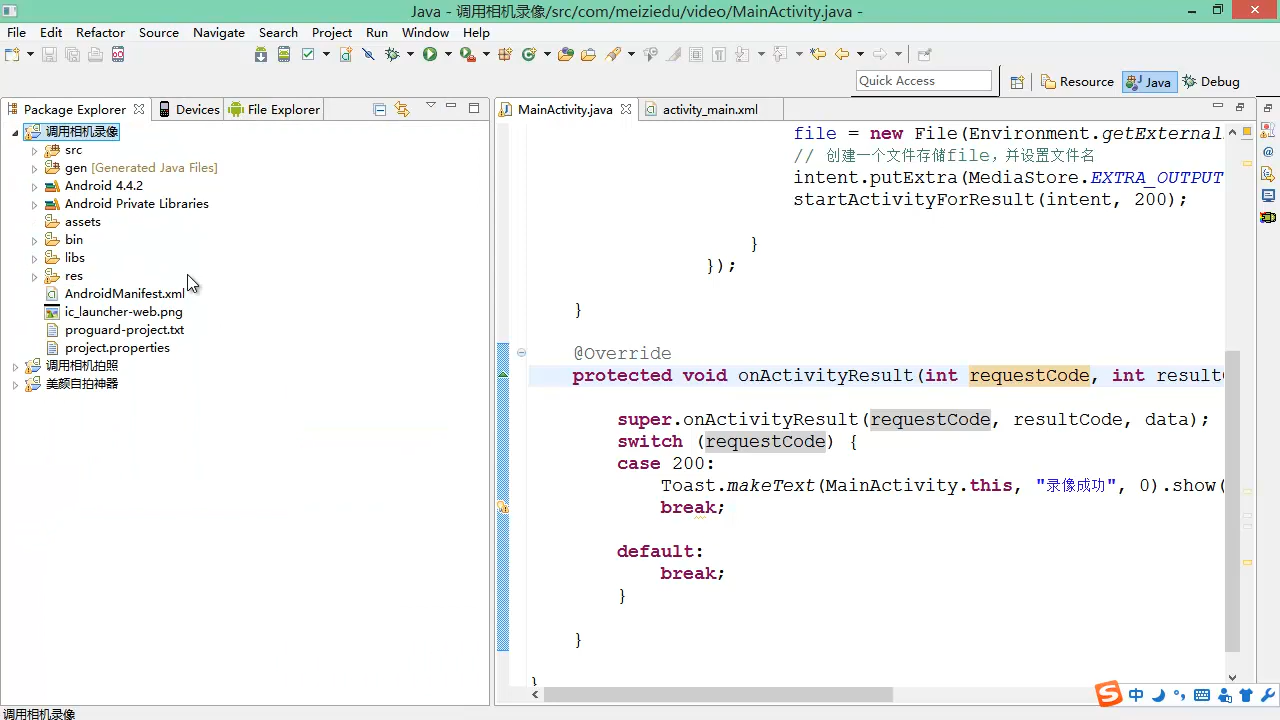 Java - 调用相机录像/src/com/meiziedu/video/MainActivity.java -
File Edit Refactor Source Navigate Search Project Run Window Help
Quick Access
Resource Java Debug
Package Explorer Devices File Explorer
MainActivity.java activity_main.xml
调用相机录像
src
gen [Generated Java Files]
Android 4.4.2
Android Private Libraries
assets
bin
libs
res
AndroidManifest.xml
ic_launcher-web.png
proguard-project.txt
project.properties
调用相机拍照
美颜自拍神器
file = new File(Environment.getExternal
// 创建一个文件存储file，并设置文件名
intent.putExtra(MediaStore.EXTRA_OUTPUT
startActivityForResult(intent, 200);
}
});
}
@Override
protected void onActivityResult(int requestCode, int result
super.onActivityResult(requestCode, resultCode, data);
switch (requestCode) {
case 200:
Toast.makeText(MainActivity.this, "录像成功", 0).show(
break;
default:
break;
}
}
}
中
调用相机录像